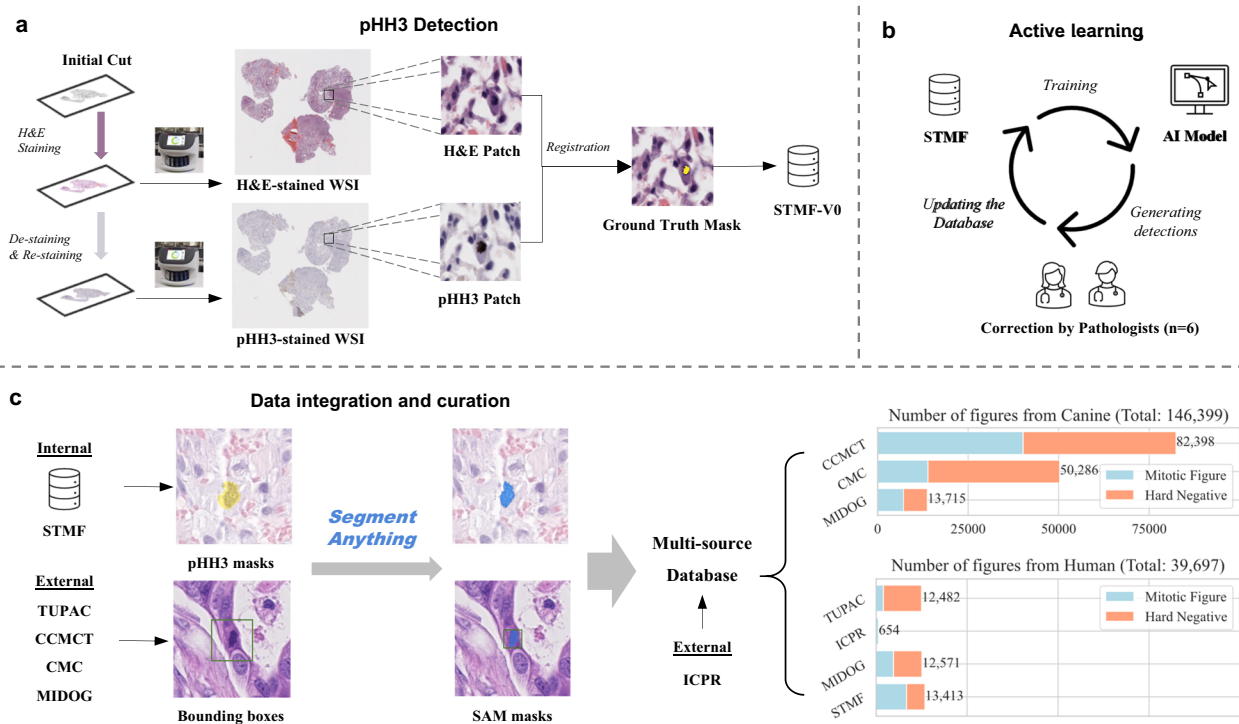 a
pHH3 Detection
Initial Cut
H&E
Staining
De-staining
& Re-staining
H&E-stained WSI
pHH3-stained WSI
H&E Patch
pHH3 Patch
Registration
Ground Truth Mask
STMF-V0
b
Active learning
STMF
Training
AI Model
Updating the
Database
Generating
detections
Correction by Pathologists (n=6)
c
Data integration and curation
Internal
STMF
External
TUPAC
CCMCT
CMC
MIDOG
pHH3 masks
Bounding boxes
Segment
Anything
SAM masks
Multi-source
Database
External
ICPR
Number of figures from Canine (Total: 146,399)
CCMCT
82,398
CMC
50,286
MIDOG
13,715
Mitotic Figure
Hard Negative
0
25000
50000
75000
Number of figures from Human (Total: 39,697)
TUPAC
12,482
ICPR
654
MIDOG
12,571
STMF
13,413
Mitotic Figure
Hard Negative